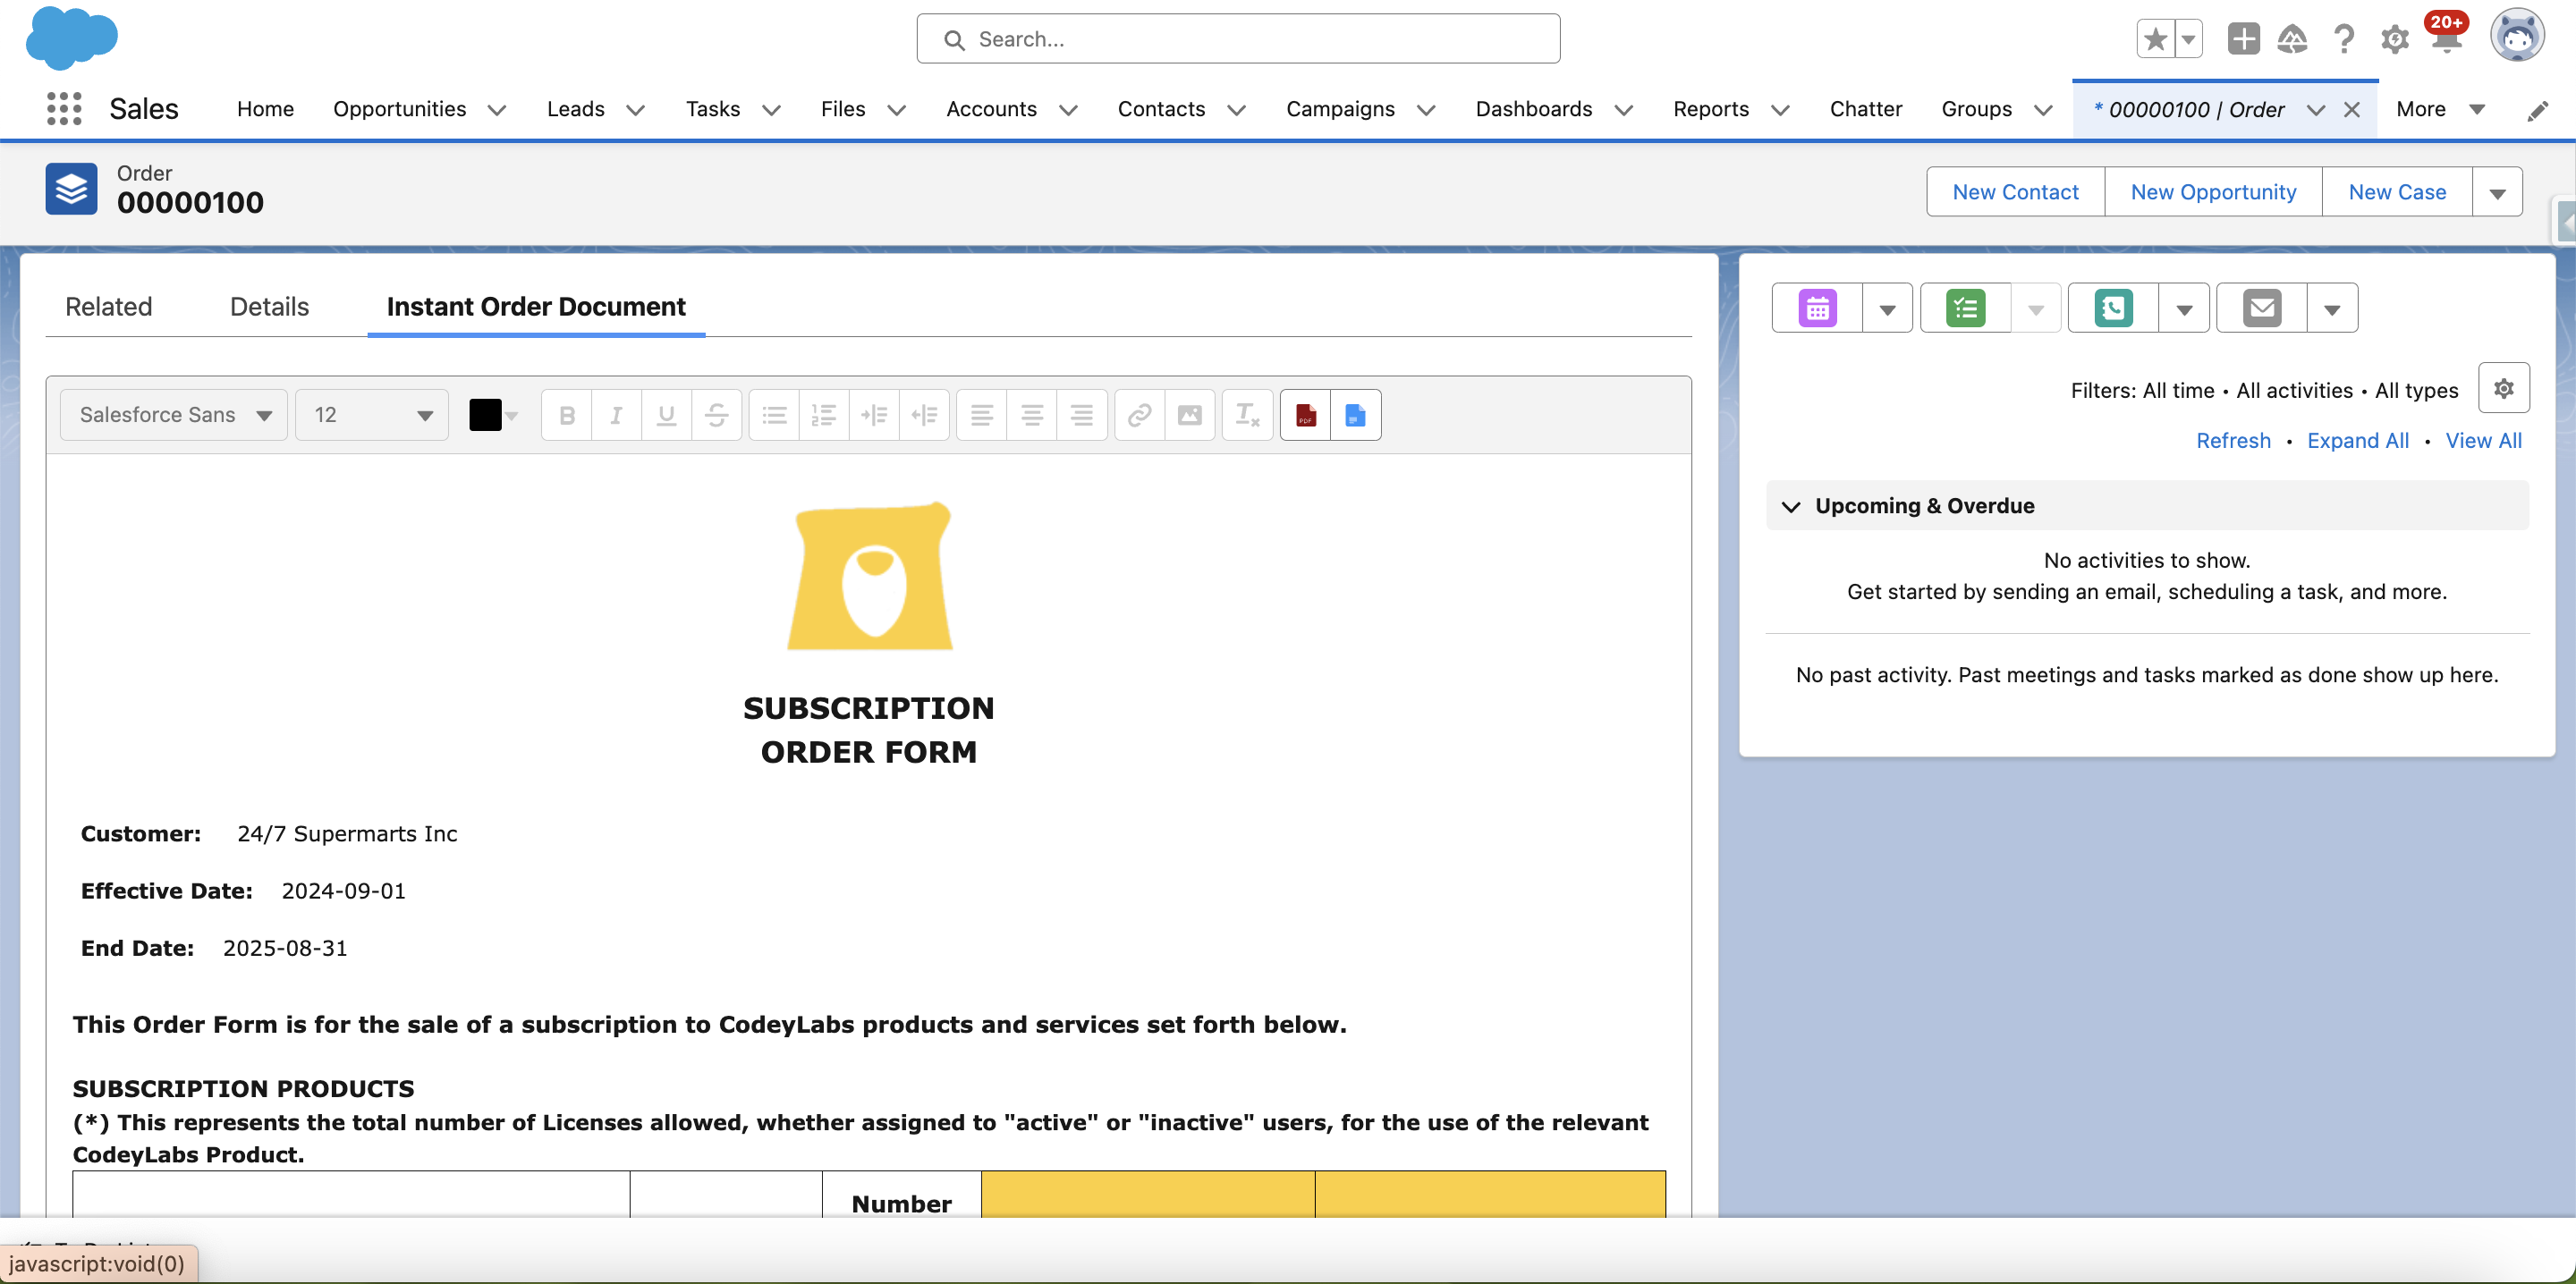 Search...
20+
Sales
Home
Opportunities
Leads
Tasks
Files
Accounts
Contacts
Campaigns
Dashboards
Reports
Chatter
Groups
* 00000100 | Order
More
Order
00000100
New Contact
New Opportunity
New Case
Related
Details
Instant Order Document
Salesforce Sans
12
PDF
SUBSCRIPTION
ORDER FORM
Customer: 24/7 Supermarts Inc
Effective Date: 2024-09-01
End Date: 2025-08-31
This Order Form is for the sale of a subscription to CodeyLabs products and services set forth below.
SUBSCRIPTION PRODUCTS
(*) This represents the total number of Licenses allowed, whether assigned to "active" or "inactive" users, for the use of the relevant
CodeyLabs Product.
Number
Filters: All time • All activities • All types
Refresh • Expand All • View All
Upcoming & Overdue
No activities to show.
Get started by sending an email, scheduling a task, and more.
No past activity. Past meetings and tasks marked as done show up here.
javascript:void(0)